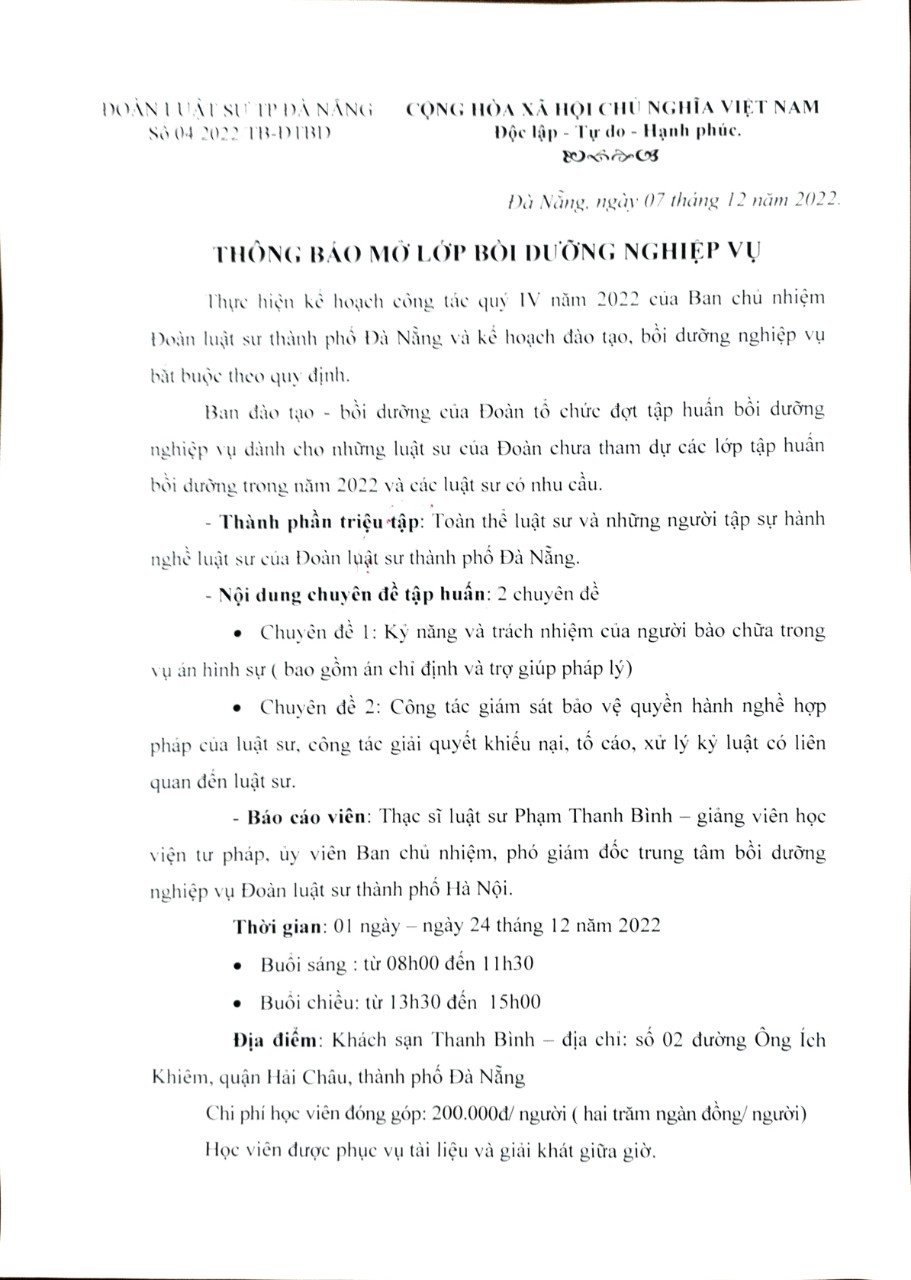 ĐOÀN LUẬT SƯ TP ĐÀ NẴNG
CỘNG HÒA XÃ HỘI CHỦ NGHĨA VIỆT NAM
Số 04 2022 TB-ĐTBD
Độc lập - Tự do - Hạnh phúc.
Đà Nẵng, ngày 07 tháng 12 năm 2022.
THÔNG BÁO MỞ LỚP BỒI DƯỠNG NGHIỆP VỤ
Thực hiện kế hoạch công tác quý IV năm 2022 của Ban chủ nhiệm
Đoàn luật sư thành phố Đà Nẵng và kế hoạch đào tạo, bồi dưỡng nghiệp vụ
bắt buộc theo quy định.
Ban đào tạo - bồi dưỡng của Đoàn tổ chức đợt tập huấn bồi dưỡng
nghiệp vụ dành cho những luật sư của Đoàn chưa tham dự các lớp tập huấn
bồi dưỡng trong năm 2022 và các luật sư có nhu cầu.
- Thành phần triệu tập: Toàn thể luật sư và những người tập sự hành
nghề luật sư của Đoàn luật sư thành phố Đà Nẵng.
- Nội dung chuyên đề tập huấn: 2 chuyên đề
• Chuyên đề 1: Kỹ năng và trách nhiệm của người bào chữa trong
vụ án hình sự ( bao gồm án chỉ định và trợ giúp pháp lý)
• Chuyên đề 2: Công tác giám sát bảo vệ quyền hành nghề hợp
pháp của luật sư, công tác giải quyết khiếu nại, tố cáo, xử lý kỷ luật có liên
quan đến luật sư.
- Báo cáo viên: Thạc sĩ luật sư Phạm Thanh Bình – giảng viên học
viện tư pháp, ủy viên Ban chủ nhiệm, phó giám đốc trung tâm bồi dưỡng
nghiệp vụ Đoàn luật sư thành phố Hà Nội.
Thời gian: 01 ngày – ngày 24 tháng 12 năm 2022
• Buổi sáng : từ 08h00 đến 11h30
• Buổi chiều: từ 13h30 đến 15h00
Địa điểm: Khách sạn Thanh Bình – địa chỉ: số 02 đường Ông Ích
Khiêm, quận Hải Châu, thành phố Đà Nẵng
Chi phí học viên đóng góp: 200.000đ/ người ( hai trăm ngàn đồng/ người)
Học viên được phục vụ tài liệu và giải khát giữa giờ.